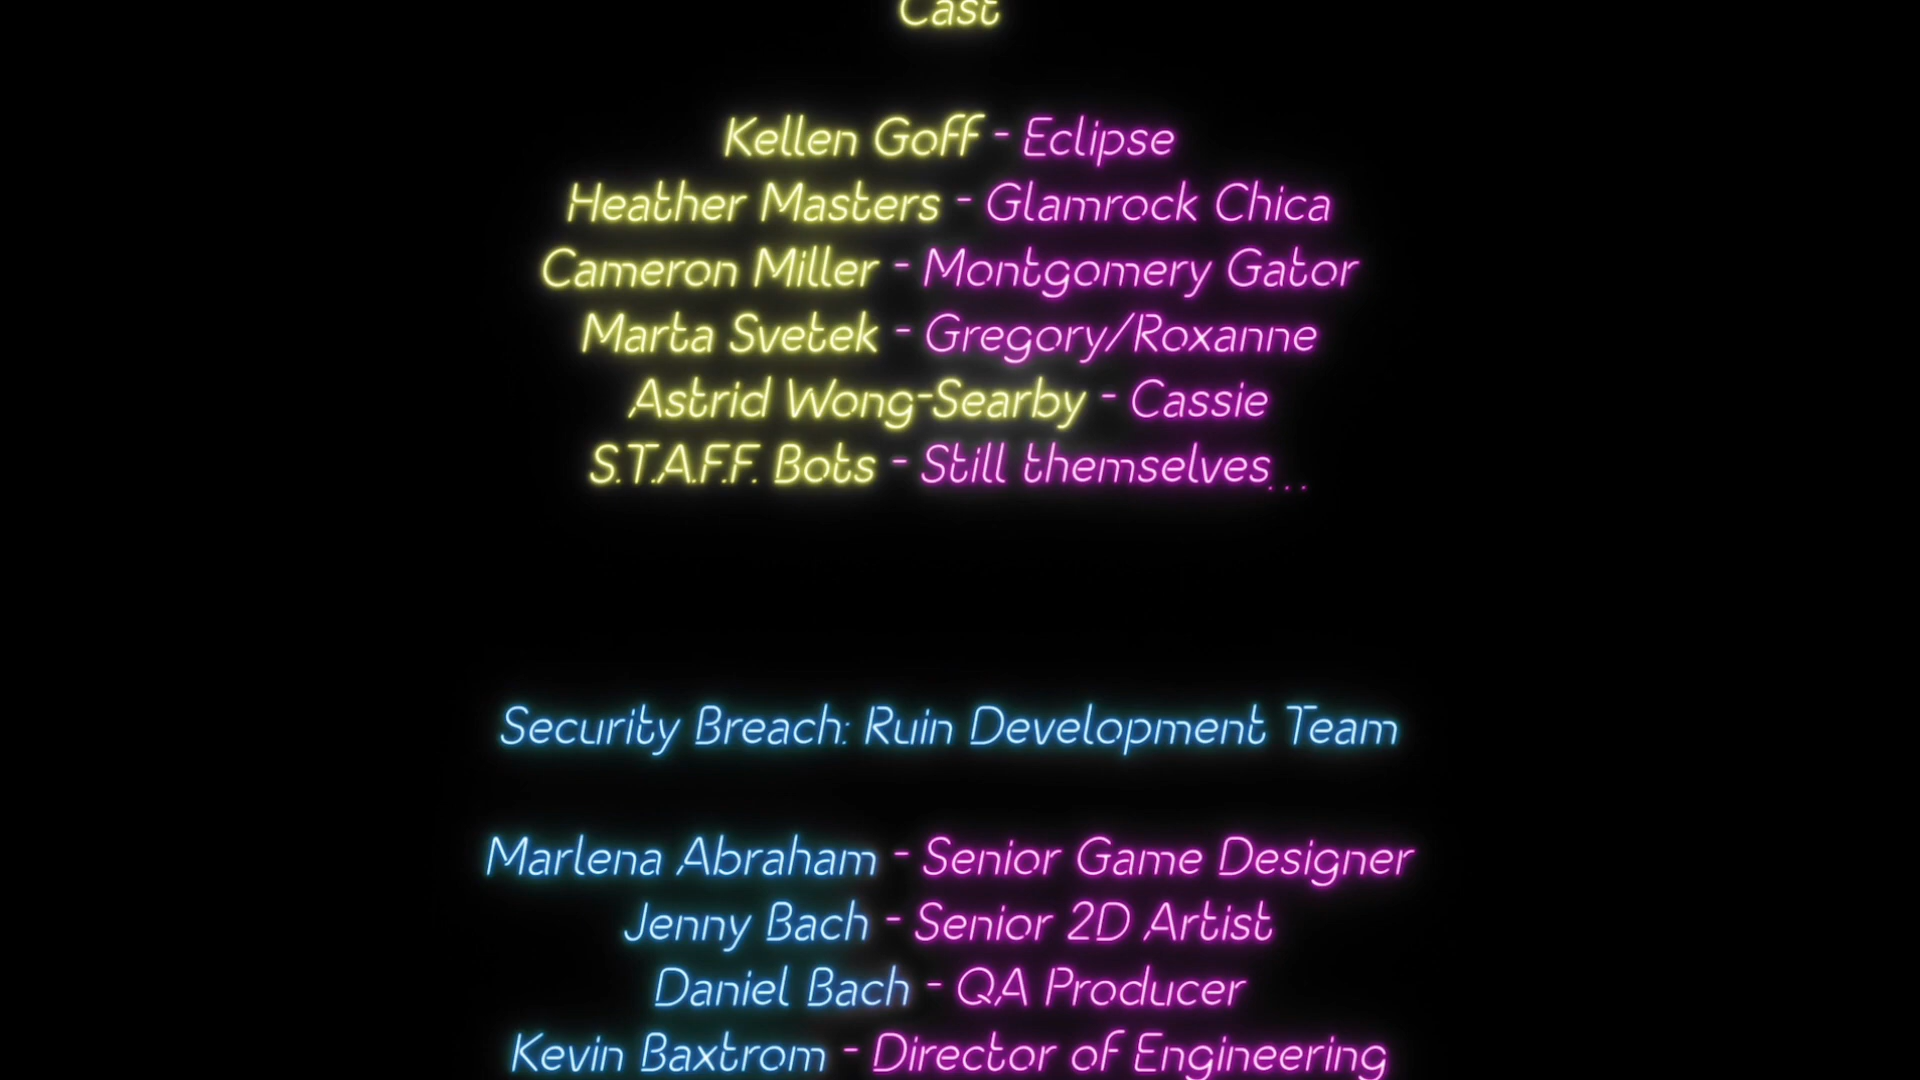 Cast
Kellen Goff - Eclipse
Heather Masters - Glamrock Chica
Cameron Miller - Montgomery Gator
Marta Svetek - Gregory/Roxanne
Astrid Wong-Searby - Cassie
S.T.A.F.F. Bots - Still themselves...
Security Breach: Ruin Development Team
Marlena Abraham - Senior Game Designer
Jenny Bach - Senior 2D Artist
Daniel Bach - QA Producer
Kevin Baxtrom - Director of Engineering